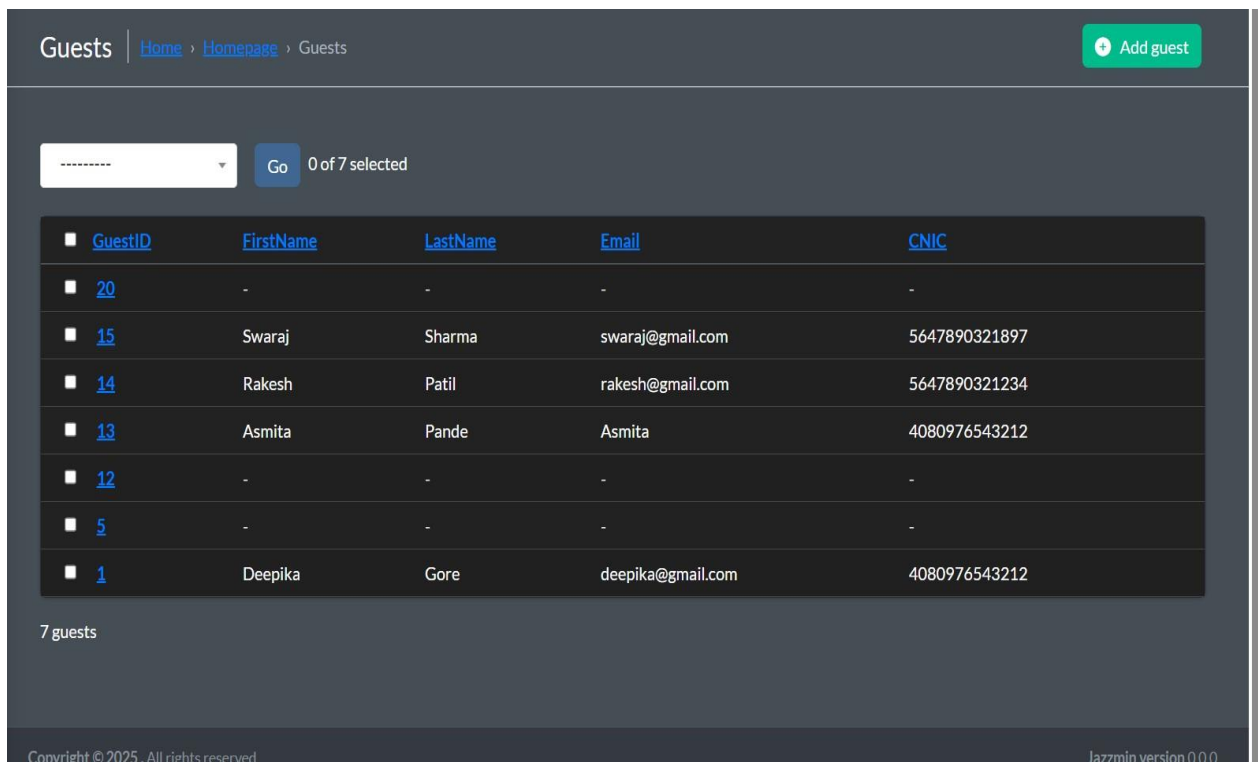 Guests | Home › Homepage › Guests Add guest
--------- Go 0 of 7 selected
GuestID FirstName LastName Email CNIC
20 - - - -
15 Swaraj Sharma swaraj@gmail.com 5647890321897
14 Rakesh Patil rakesh@gmail.com 5647890321234
13 Asmita Pande Asmita 4080976543212
12 - - - -
5 - - - -
1 Deepika Gore deepika@gmail.com 4080976543212
7 guests
Copyright © 2025 . All rights reserved Jazzmin version 0.0.0